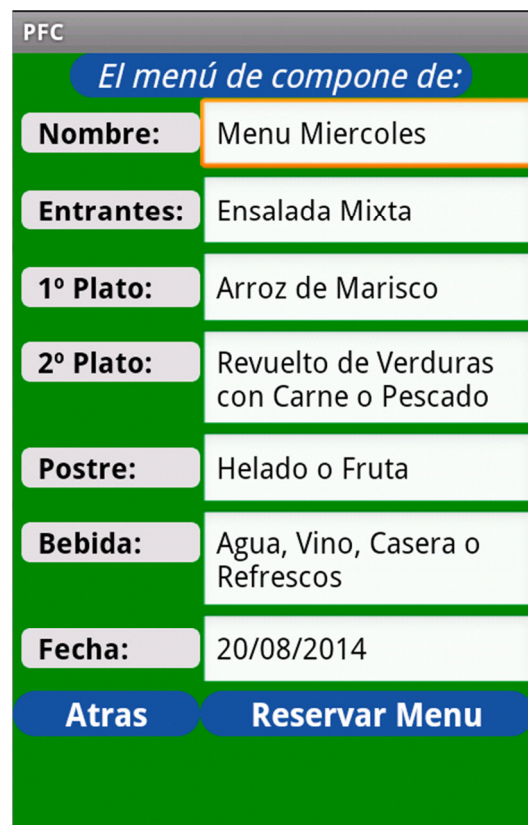 PFC
El menú de compone de:
Nombre: Menu Miercoles
Entrantes: Ensalada Mixta
1º Plato: Arroz de Marisco
2º Plato: Revuelto de Verduras
con Carne o Pescado
Postre: Helado o Fruta
Bebida: Agua, Vino, Casera o
Refrescos
Fecha: 20/08/2014
Atras Reservar Menu